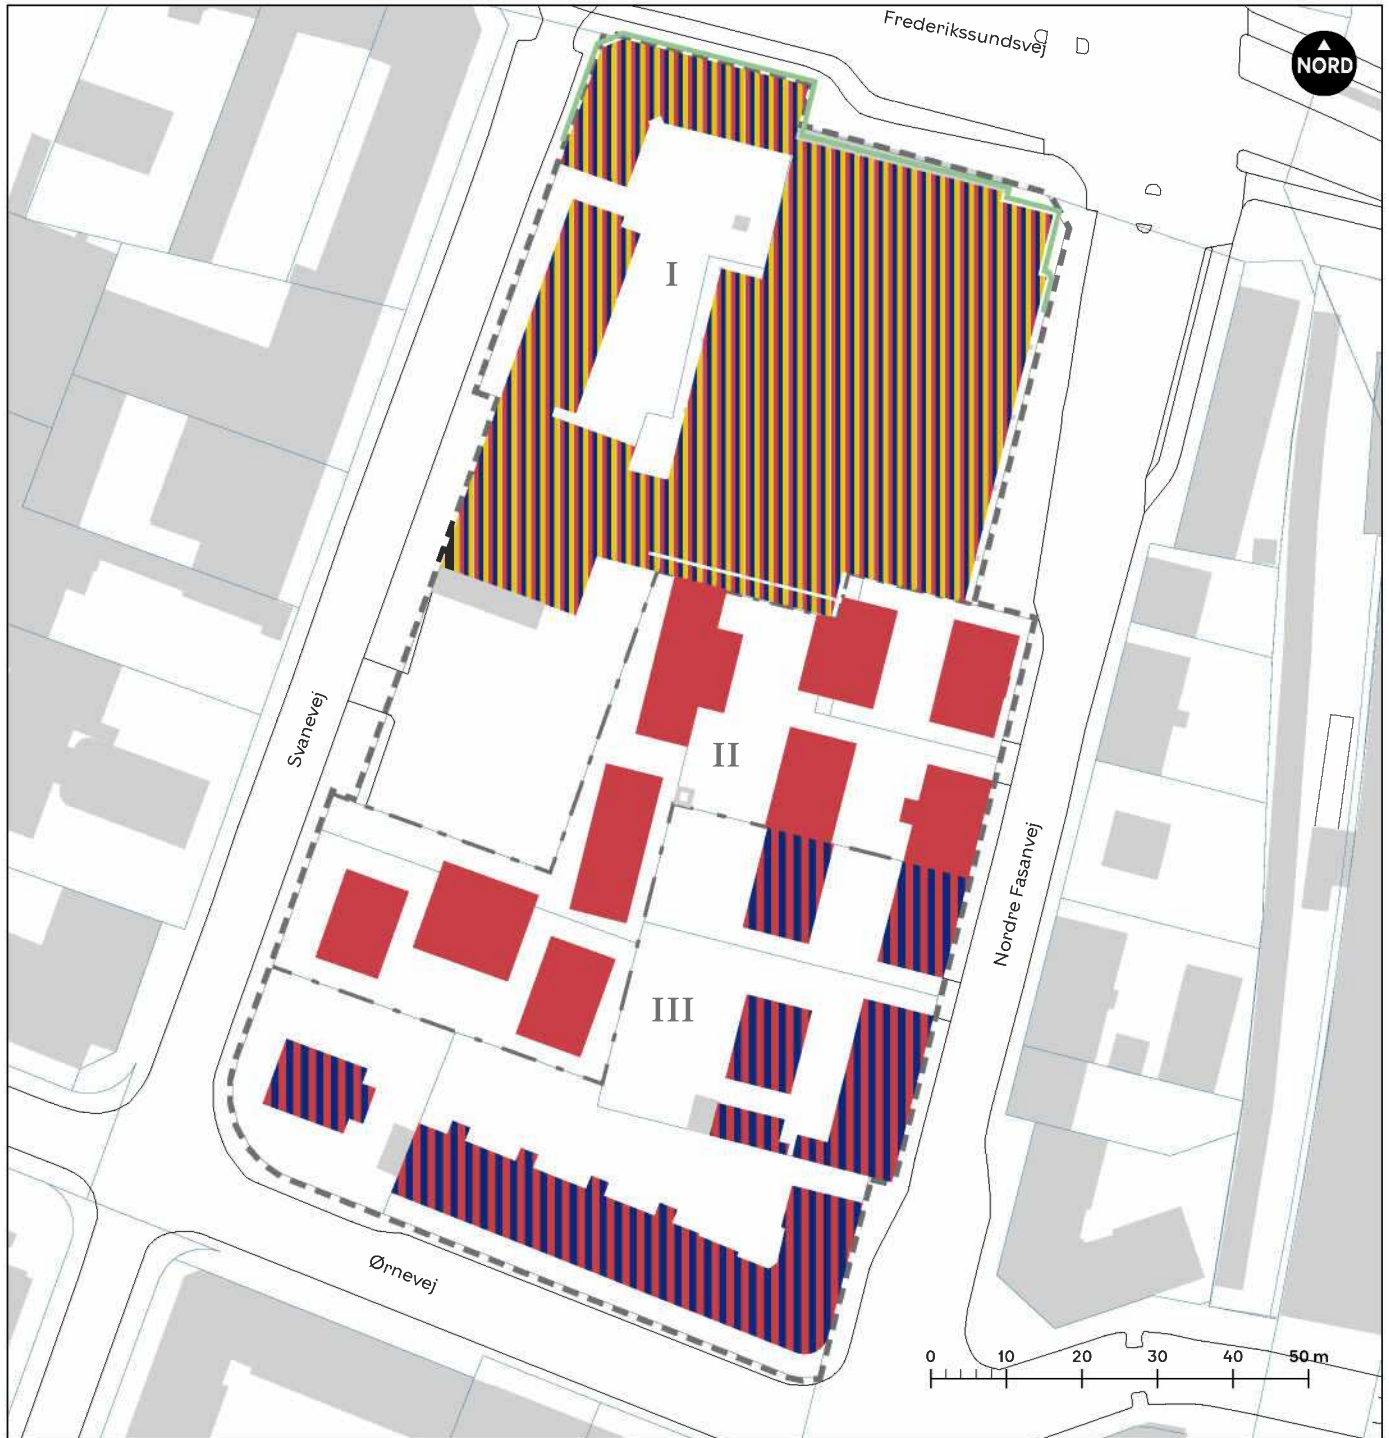 Frederikssundsvej
NORD
I
Svanevej
II
Nordre Fasanvej
III
Ørnevej
0 10 20 30 40 50 m